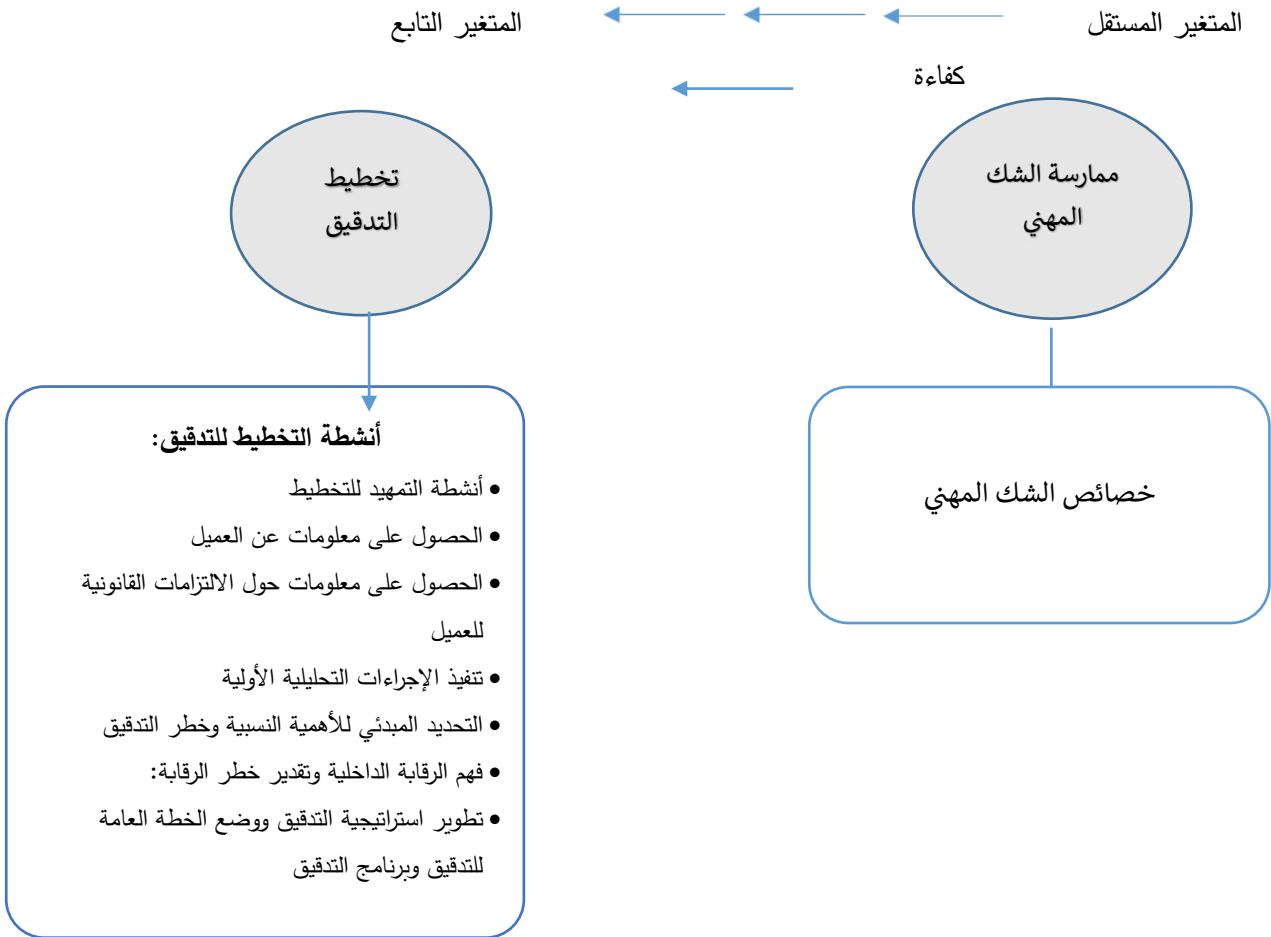 المتغير المستقل
المتغير التابع
كفاءة
ممارسة الشك
المهني
تخطيط
التدقيق
خصائص الشك المهني
أنشطة التخطيط للتدقيق:
• أنشطة التمهيد للتخطيط
• الحصول على معلومات عن العميل
• الحصول على معلومات حول الالتزامات القانونية
للعميل
• تنفيذ الإجراءات التحليلية الأولية
• التحديد المبدئي للأهمية النسبية وخطر التدقيق
• فهم الرقابة الداخلية وتقدير خطر الرقابة:
• تطوير استراتيجية التدقيق ووضع الخطة العامة
للتدقيق وبرنامج التدقيق